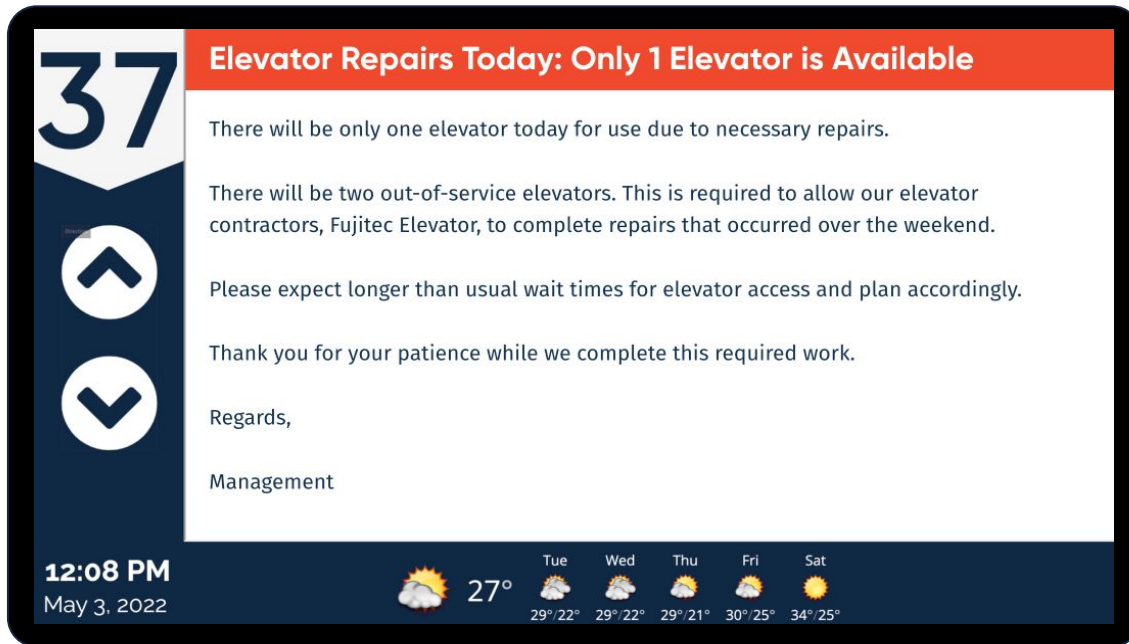 37
Elevator Repairs Today: Only 1 Elevator is Available
There will be only one elevator today for use due to necessary repairs.
There will be two out-of-service elevators. This is required to allow our elevator
contractors, Fujitec Elevator, to complete repairs that occurred over the weekend.
Please expect longer than usual wait times for elevator access and plan accordingly.
Thank you for your patience while we complete this required work.
Regards,
Management
12:08 PM
May 3, 2022
27°
Tue Wed Thu Fri Sat
29°/22° 29°/22° 29°/21° 30°/25° 34°/25°